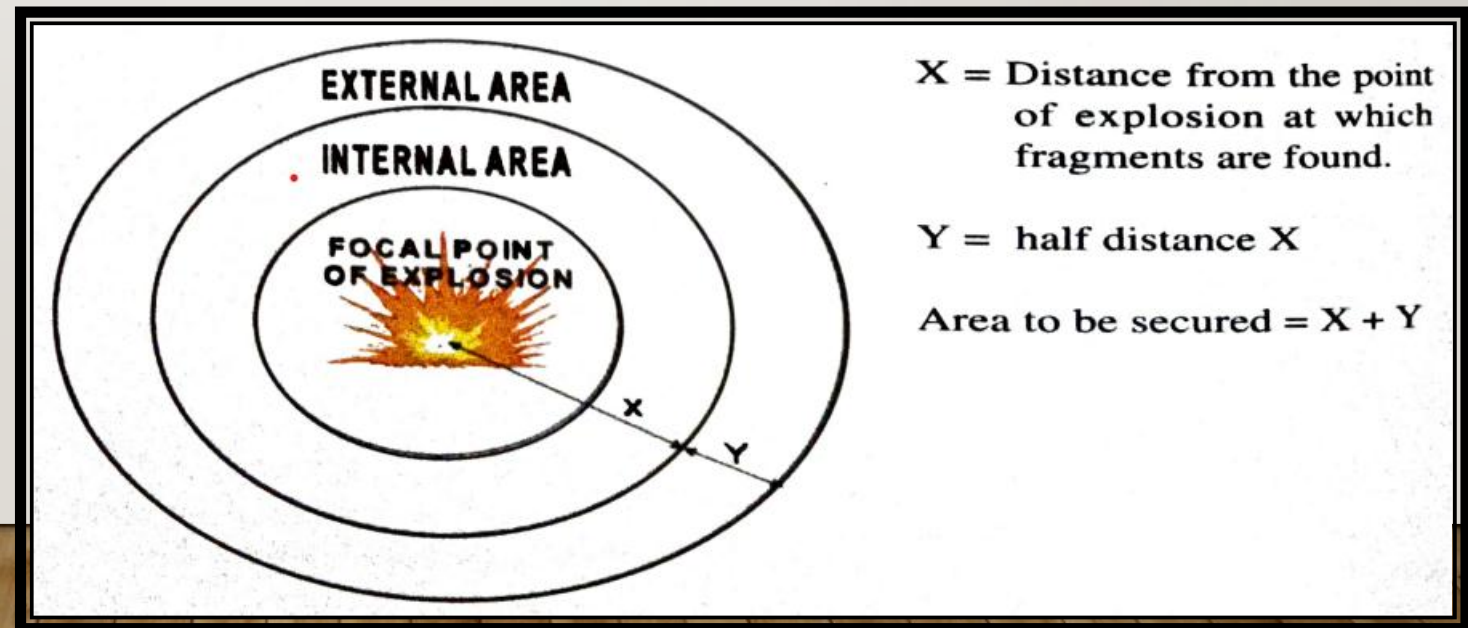 EXTERNAL AREA
INTERNAL AREA
FOCAL POINT
OF EXPLOSION
X
Y
X = Distance from the point
of explosion at which
fragments are found.
Y = half distance X
Area to be secured = X + Y